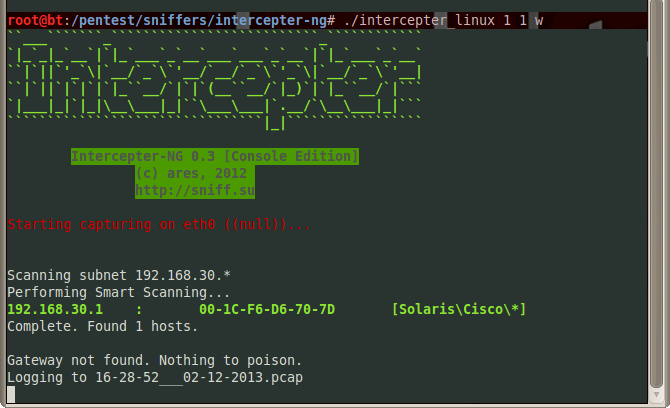 root@bt:/pentest/sniffers/intercepter-ng# ./intercepter_linux 1 1 w
Intercepter
Intercepter-NG 0.3 [Console Edition]
(c) ares, 2012
http://sniff.su
Starting capturing on eth0 ((null))...
Scanning subnet 192.168.30.*
Performing Smart Scanning...
192.168.30.1 : 00-1C-F6-D6-70-7D [Solaris\Cisco\*]
Complete. Found 1 hosts.
Gateway not found. Nothing to poison.
Logging to 16-28-52___02-12-2013.pcap